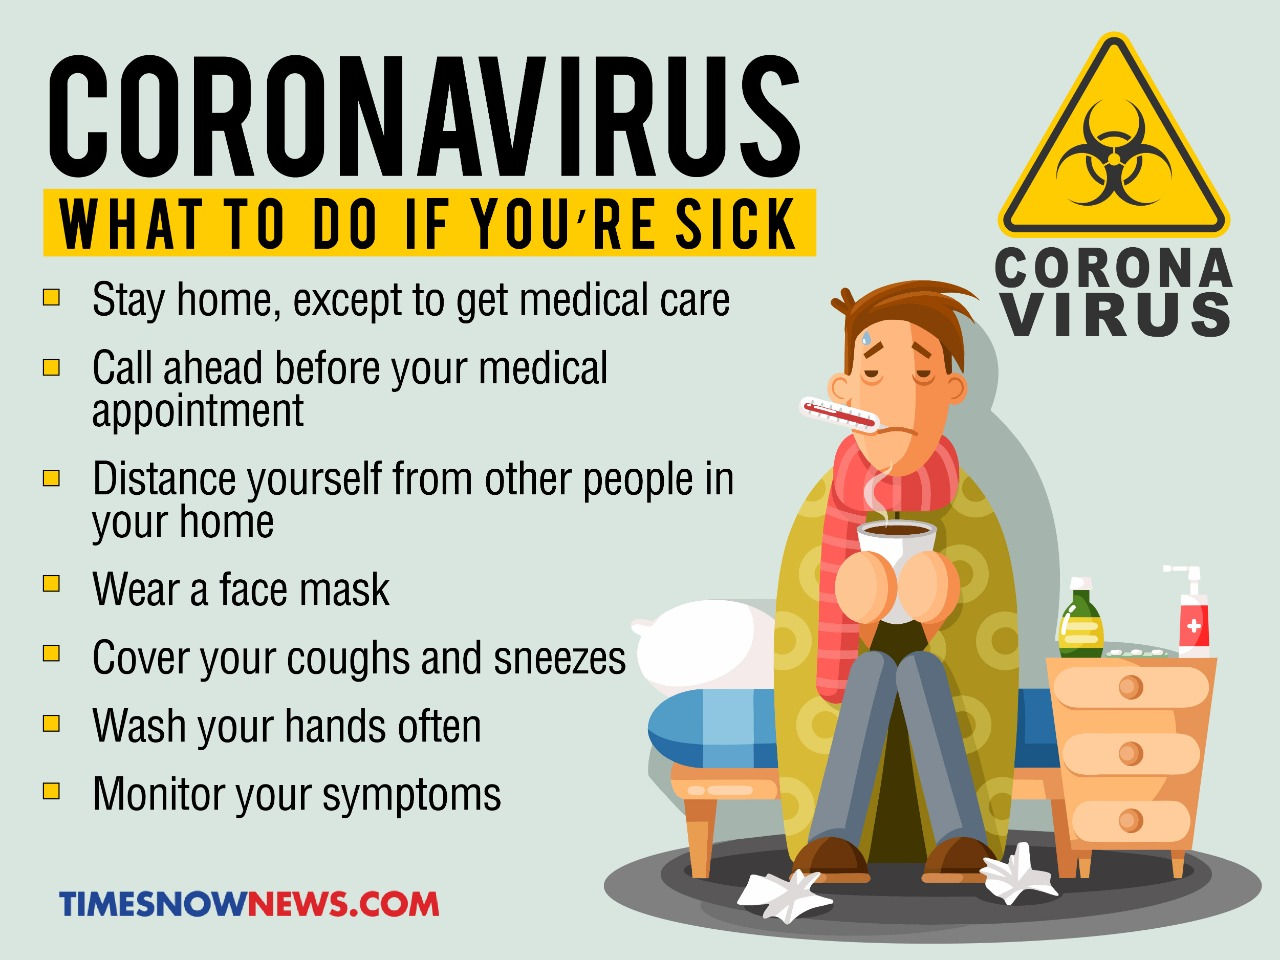 CORONAVIRUS
WHAT TO DO IF YOU'RE SICK
Stay home, except to get medical care
Call ahead before your medical
appointment
Distance yourself from other people in
your home
Wear a face mask
Cover your coughs and sneezes
Wash your hands often
Monitor your symptoms
TIMESNOWNEWS.COM
CORONA
VIRUS